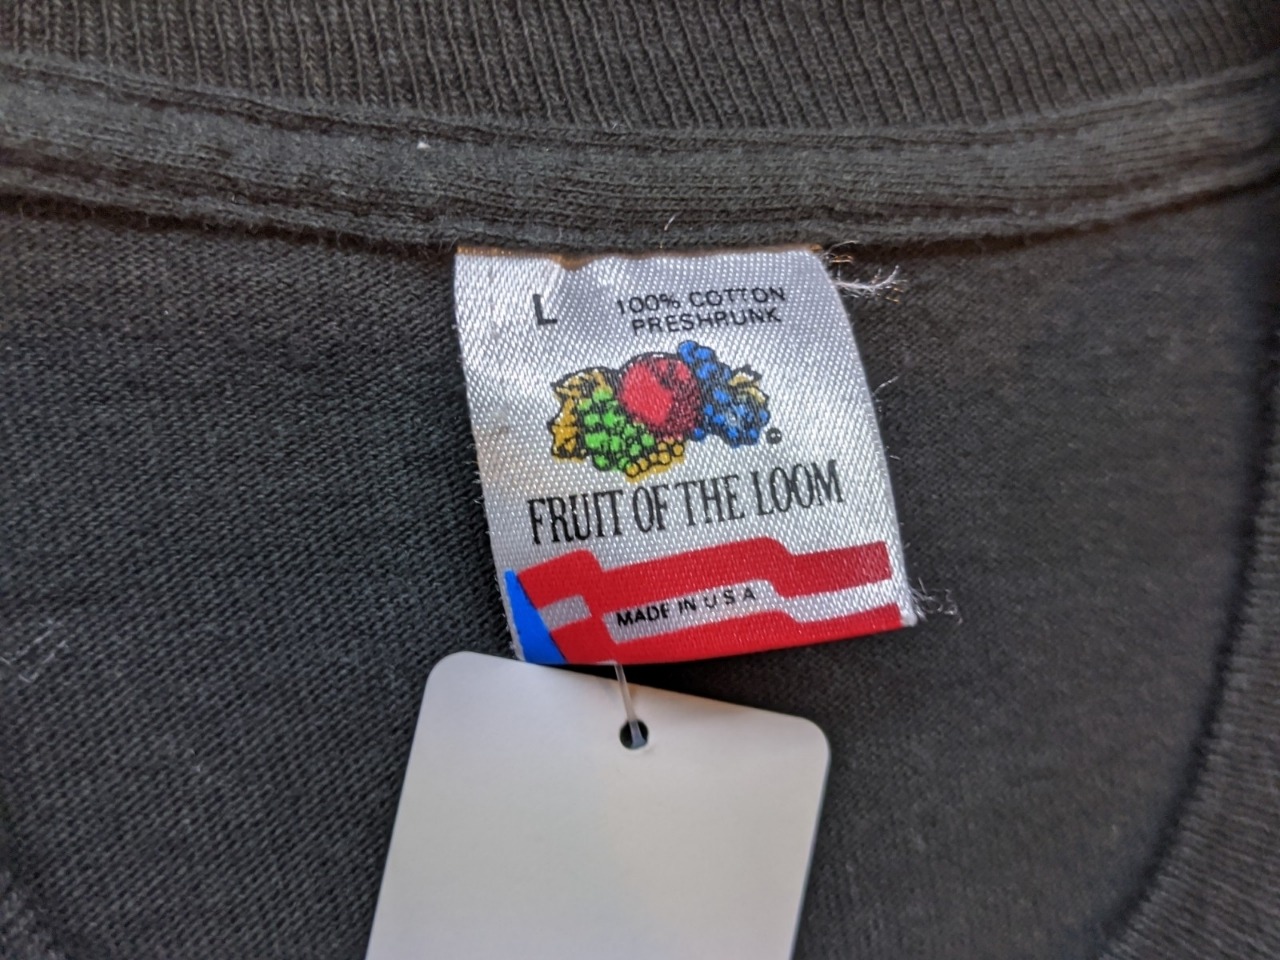 L 100% COTTON
PRESHRUNK
FRUIT OF THE LOOM
MADE IN U S A